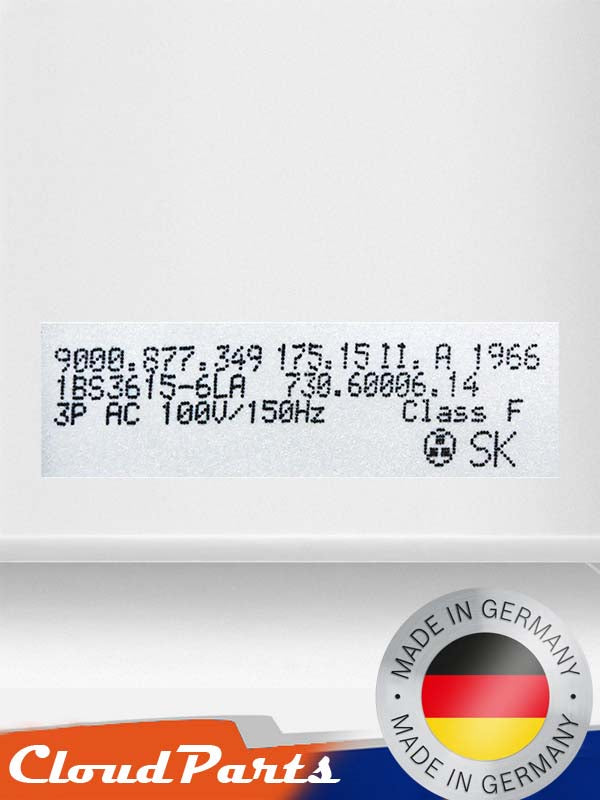 9000.877.349 175.15 II. A 1966
1BS3615-6LA 730.60006.14
3P AC 100V/150Hz Class F
SK
MADE IN GERMANY
MADE IN GERMANY
CloudParts